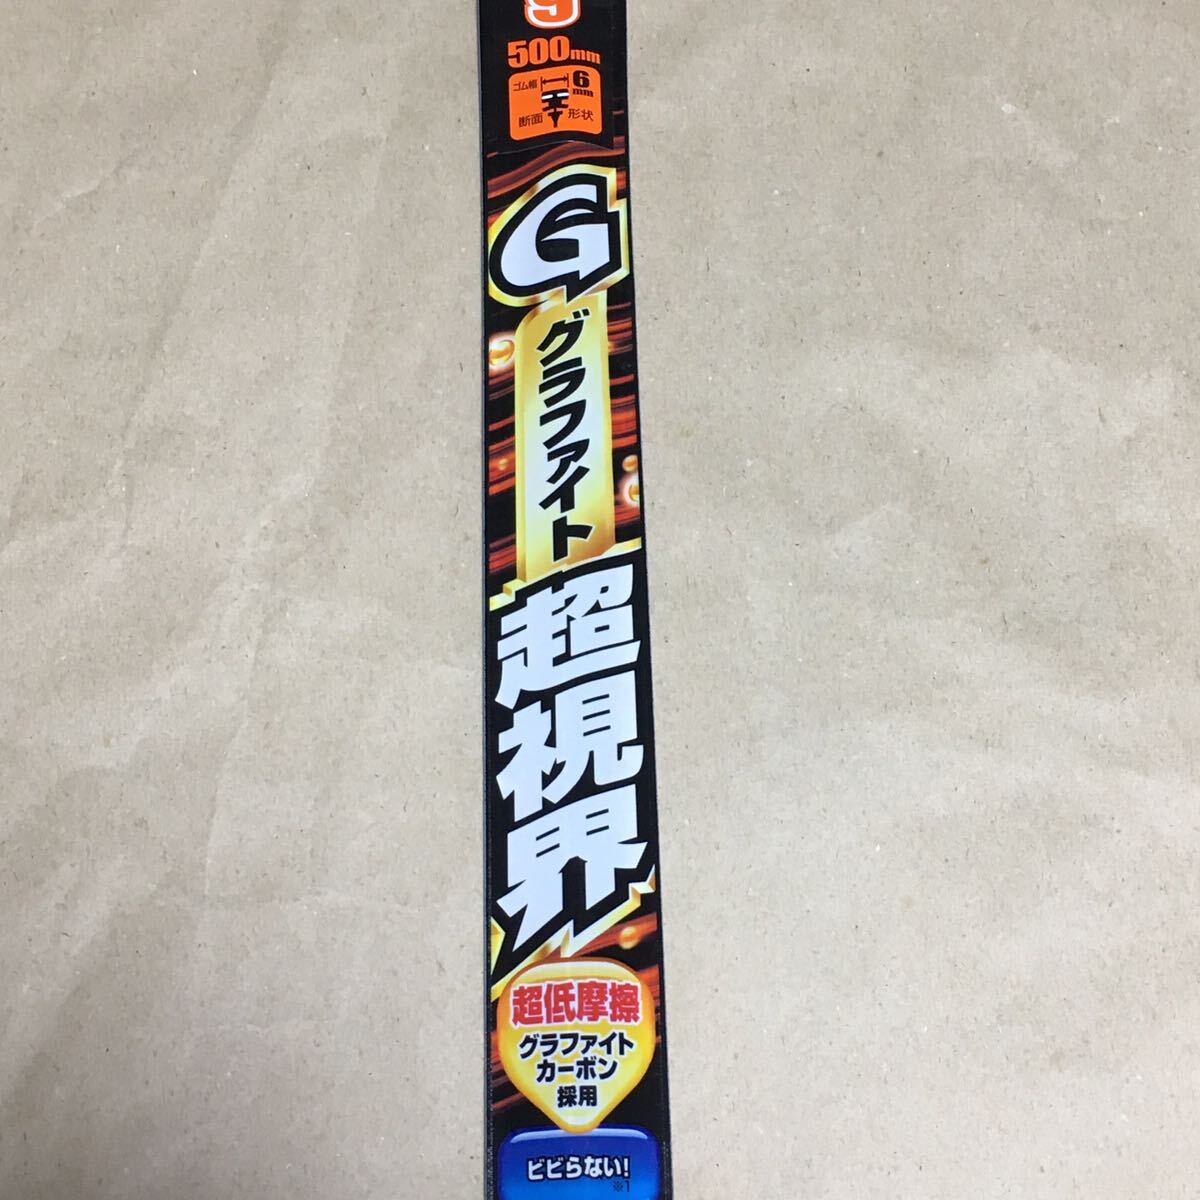 9
500mm
ゴム幅 6mm
断面 形状
G
グラファイト
超視界
超低摩擦
グラファイト
カーボン
採用
ビビらない!
※1